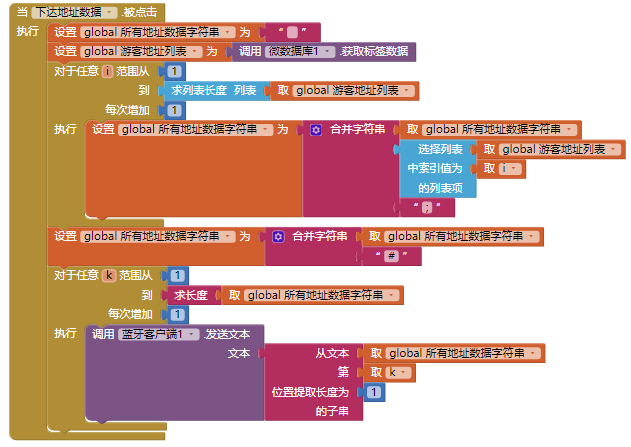 当 下达地址数据 .被点击
执行 设置 global 所有地址数据字符串 为 “ ”
设置 global 游客地址列表 为 调用 微数据库1 .获取标签数据
对于任意 i 范围从 1
到 求列表长度 列表 取 global 游客地址列表
每次增加 1
执行 设置 global 所有地址数据字符串 为 合并字符串 取 global 所有地址数据字符串
选择列表 取 global 游客地址列表
中索引值为 取 i
的列表项
“ ; ”
设置 global 所有地址数据字符串 为 合并字符串 取 global 所有地址数据字符串
“ # ”
对于任意 k 范围从 1
到 求长度 取 global 所有地址数据字符串
每次增加 1
执行 调用 蓝牙客户端1 .发送文本
文本 从文本 取 global 所有地址数据字符串
第 取 k
位置提取长度为 1
的子串